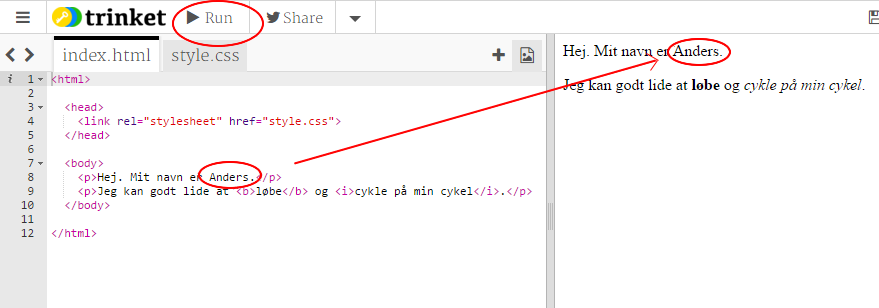 trinket Run Share
index.html style.css
i 1 <html>
2
3 <head>
4 <link rel="stylesheet" href="style.css">
5 </head>
6
7 <body>
8 <p>Hej. Mit navn er Anders.</p>
9 <p>Jeg kan godt lide at <b>løbe</b> og <i>cykle på min cykel</i>.</p>
10 </body>
11
12 </html>
Hej. Mit navn er Anders.
Jeg kan godt lide at løbe og cykle på min cykel.